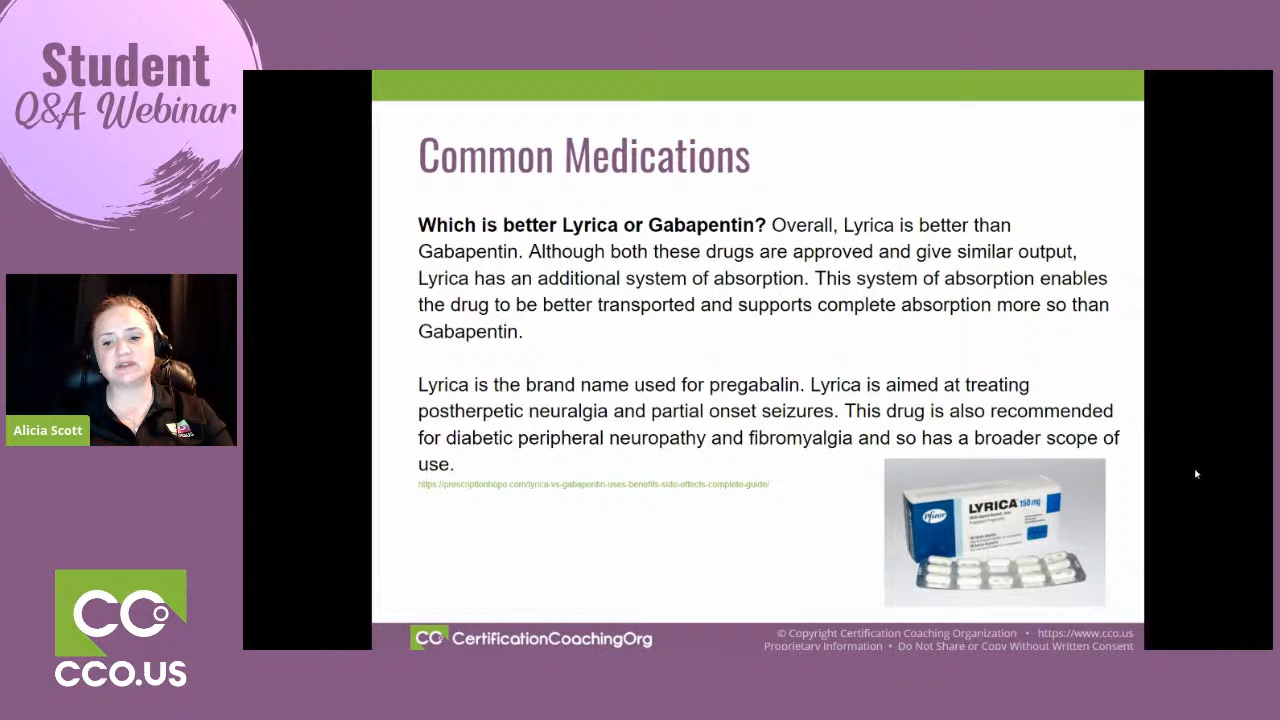 Student
Q&A Webinar
Common Medications
Which is better Lyrica or Gabapentin? Overall, Lyrica is better than
Gabapentin. Although both these drugs are approved and give similar output,
Lyrica has an additional system of absorption. This system of absorption enables
the drug to be better transported and supports complete absorption more so than
Gabapentin.
Lyrica is the brand name used for pregabalin. Lyrica is aimed at treating
postherpetic neuralgia and partial onset seizures. This drug is also recommended
for diabetic peripheral neuropathy and fibromyalgia and so has a broader scope of
use.
https://prescriptionhope.com/lyrica-vs-gabapentin-uses-benefits-side-effects-complete-guide/
Pfizer
LYRICA 150 mg
Alicia Scott
CCO
CCO.US
CCO CertificationCoachingOrg
© Copyright Certification Coaching Organization • https://www.cco.us
Proprietary Information • Do Not Share or Copy Without Written Consent